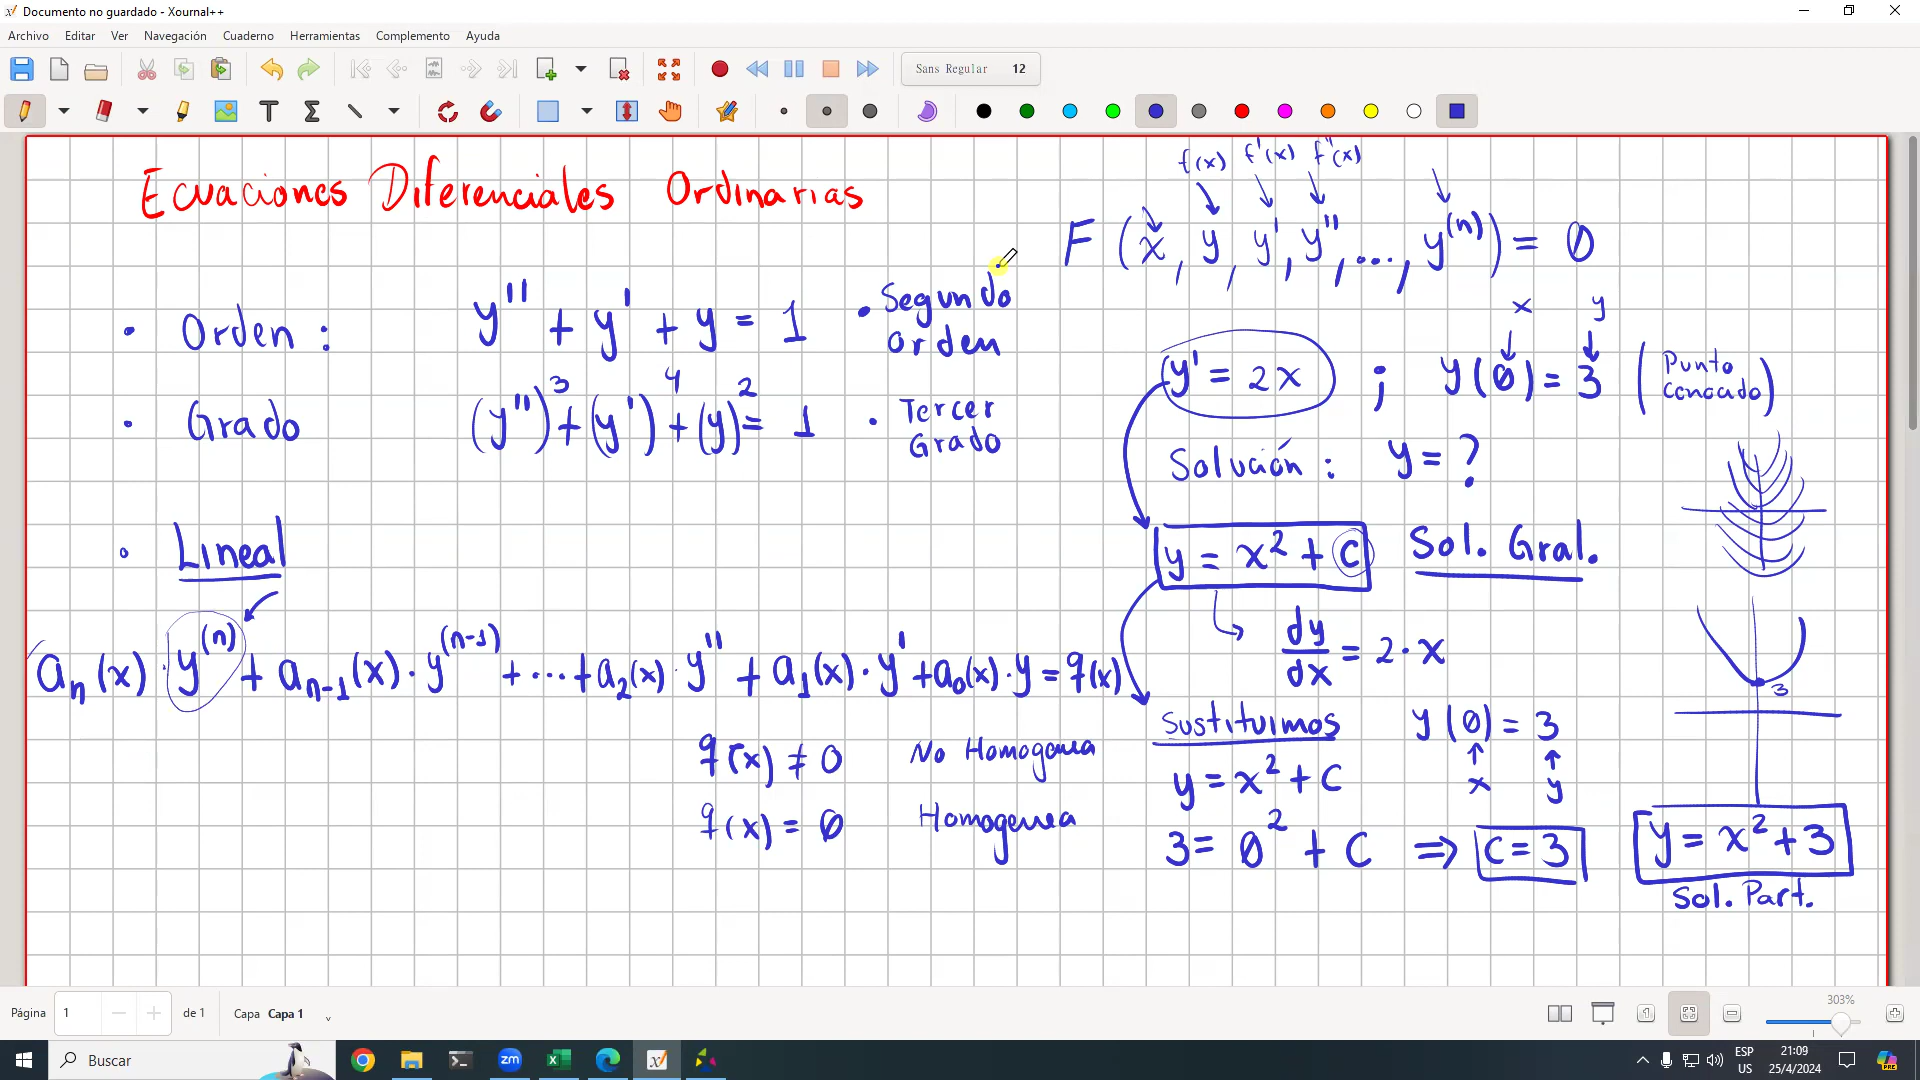 Documento no guardado - Xournal++
Archivo Editar Ver Navegación Cuaderno Herramientas Complemento Ayuda
Sans Regular 12
Ecuaciones Diferenciales Ordinarias
• Orden : y'' + y' + y = 1 • Segundo Orden
• Grado (y'')³ + (y')⁴ + (y)² = 1 • Tercer Grado
• Lineal
aₙ(x) · y⁽ⁿ⁾ + aₙ₋₁(x) · y⁽ⁿ⁻¹⁾ + ... + a₂(x) · y'' + a₁(x) · y' + a₀(x) · y = q(x)
q(x) ≠ 0 No Homogenea
q(x) = 0 Homogenea
f(x) f'(x) f''(x)
F (x, y, y', y'', ..., y⁽ⁿ⁾) = 0
x y
y' = 2x ; y(0) = 3 (Punto Conocado)
Solución : y = ?
y = x² + C Sol. Gral.
dy/dx = 2 · x
3
Sustituimos y(0) = 3
x y
y = x² + C
3 = 0² + C ⇒ C = 3
y = x² + 3
Sol. Part.
Página 1 de 1 Capa Capa 1
303%
Buscar
zm
ESP
US
21:09
25/4/2024